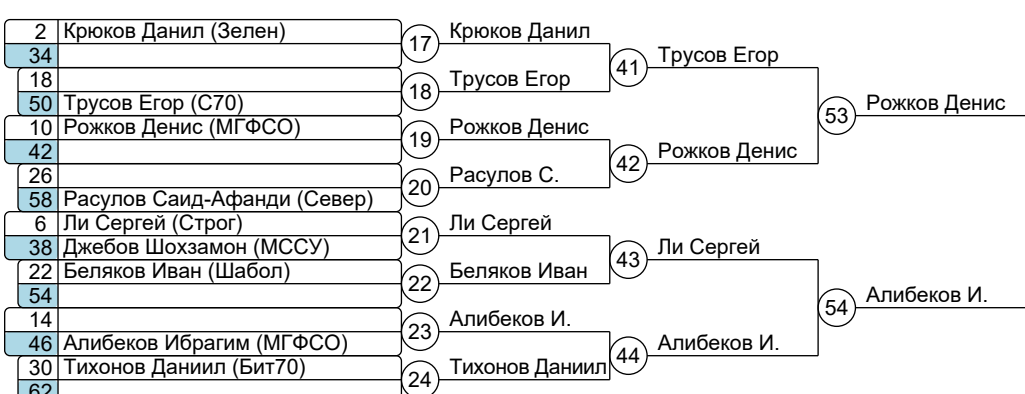 2 Крюков Данил (Зелен)
34
18
50 Трусов Егор (С70)
10 Рожков Денис (МГФСО)
42
26
58 Расулов Саид-Афанди (Север)
6 Ли Сергей (Строг)
38 Джебов Шохзамон (МССУ)
22 Беляков Иван (Шабол)
54
14
46 Алибеков Ибрагим (МГФСО)
30 Тихонов Даниил (Бит70)
62
17 Крюков Данил
18 Трусов Егор
19 Рожков Денис
20 Расулов С.
21 Ли Сергей
22 Беляков Иван
23 Алибеков И.
24 Тихонов Даниил
41 Трусов Егор
42 Рожков Денис
43 Ли Сергей
44 Алибеков И.
53 Рожков Денис
54 Алибеков И.